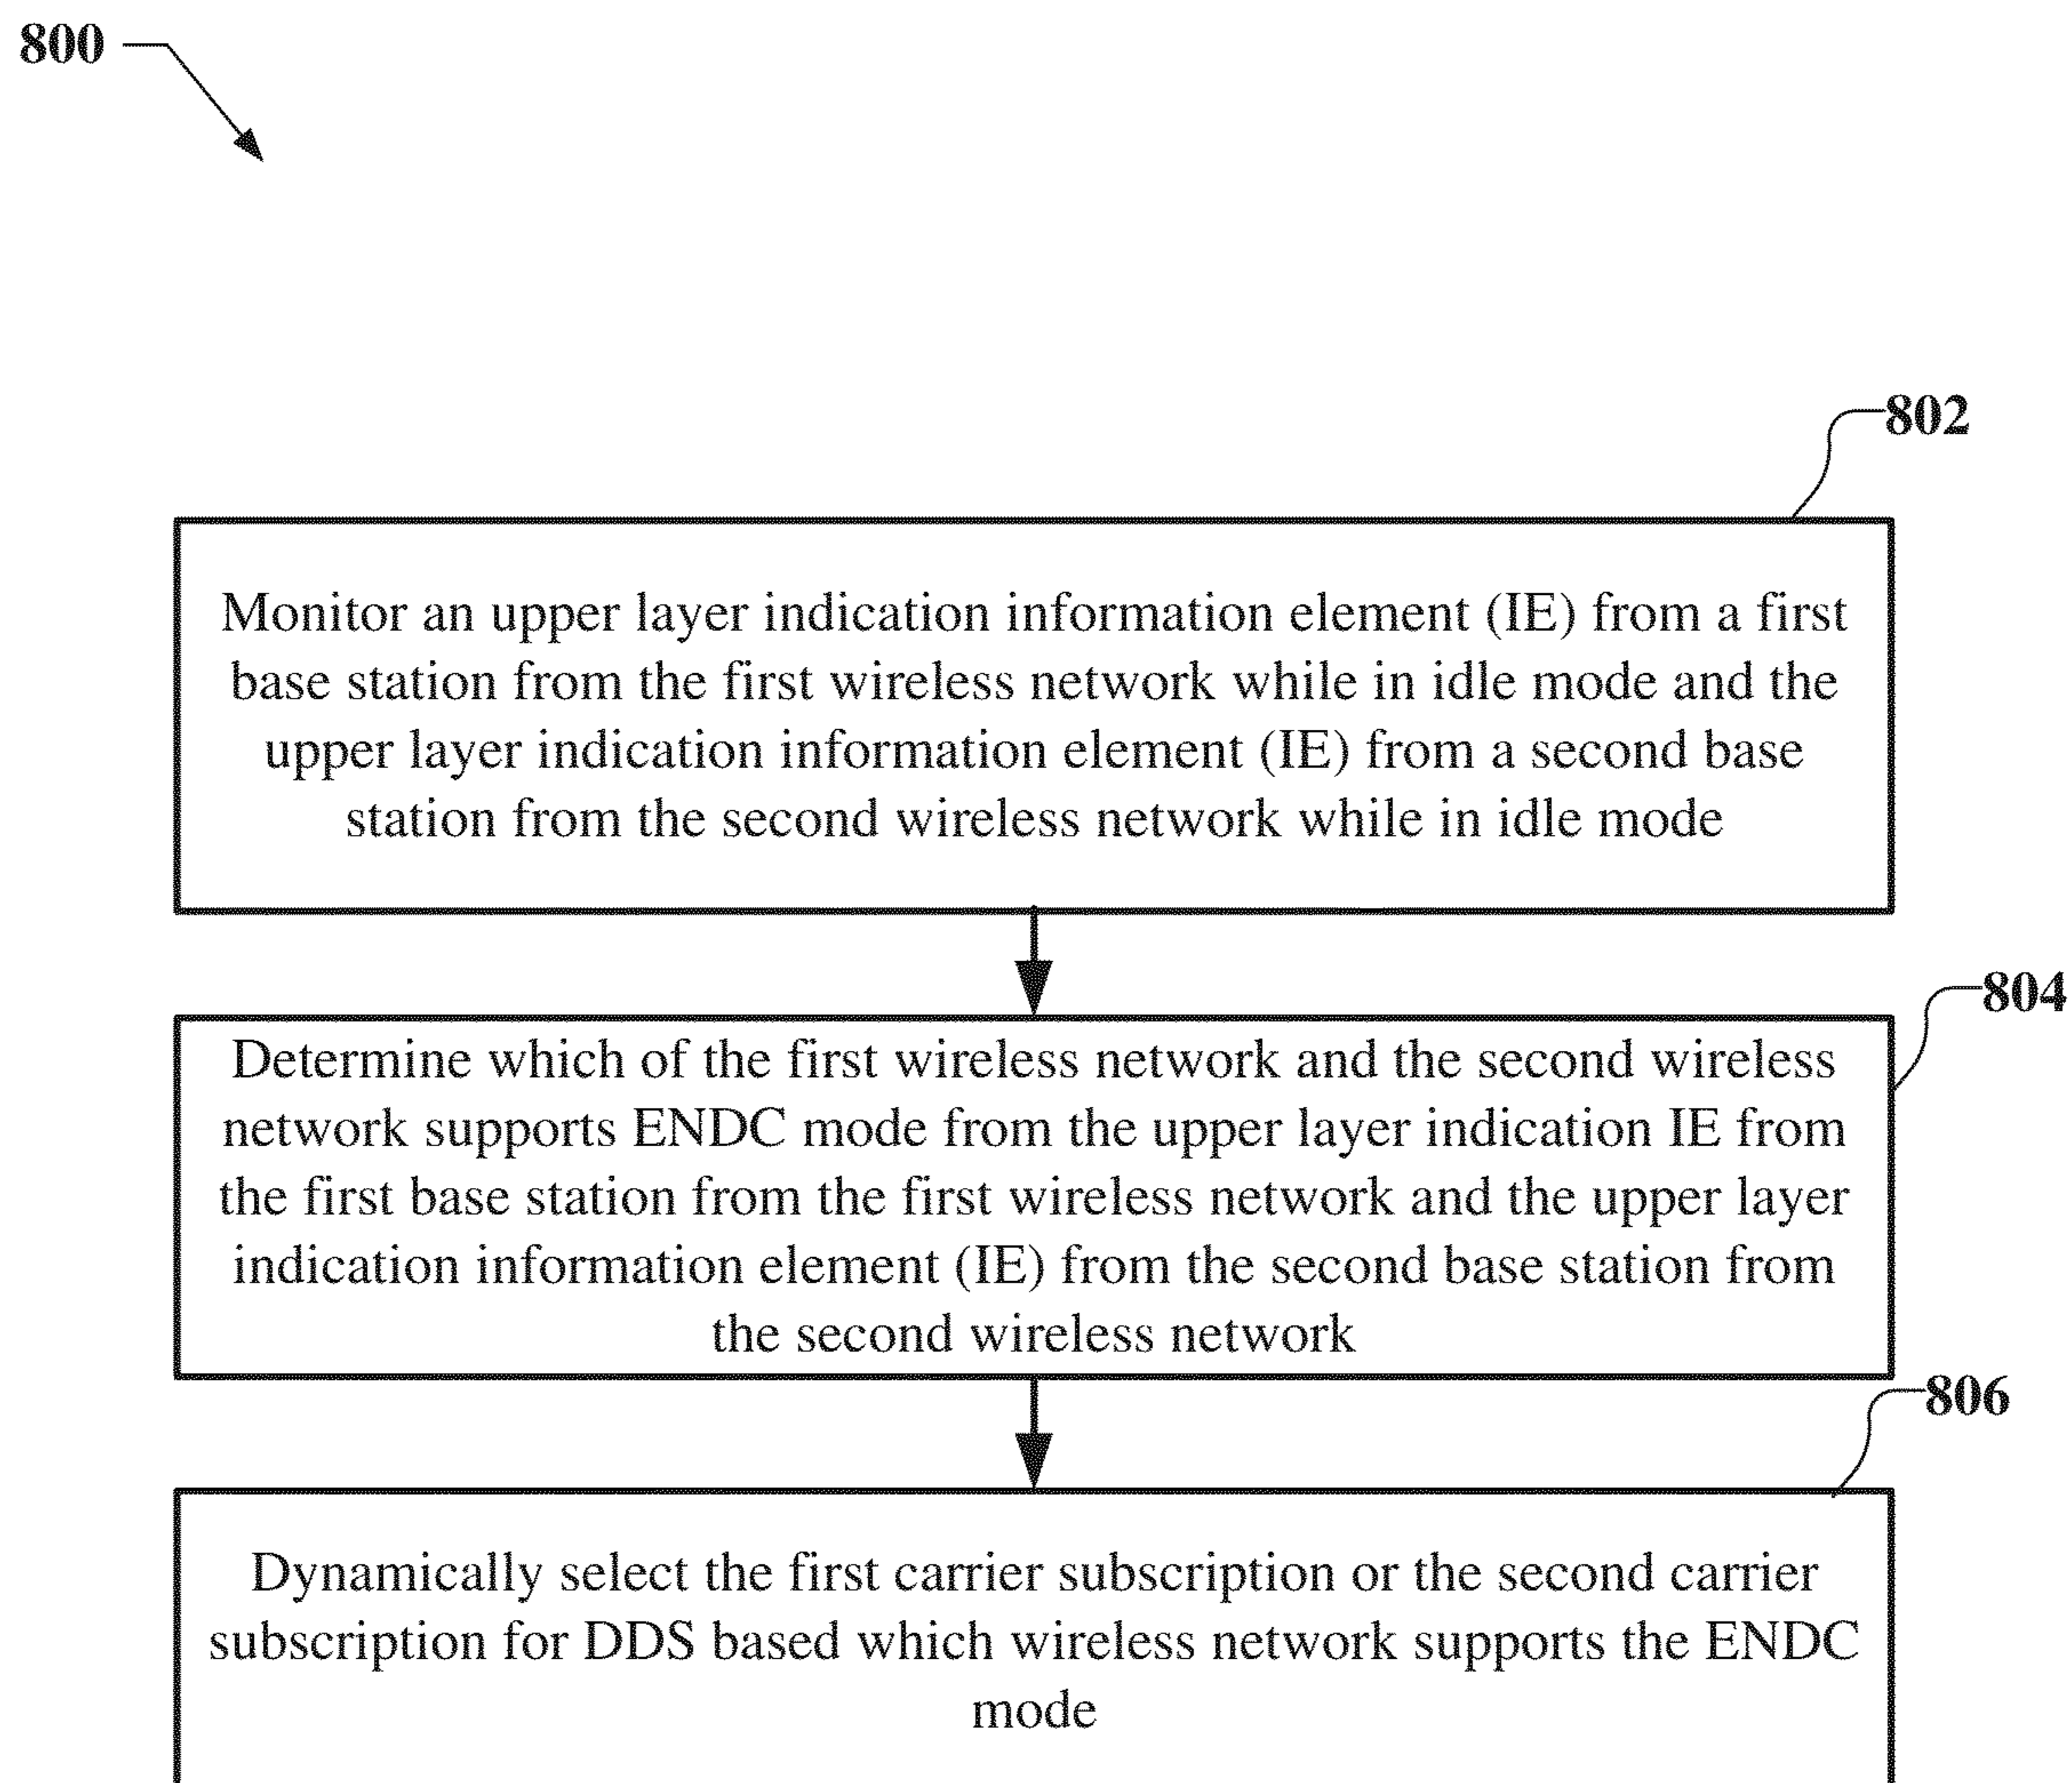 800
802
Monitor an upper layer indication information element (IE) from a first
base station from the first wireless network while in idle mode and the
upper layer indication information element (IE) from a second base
station from the second wireless network while in idle mode
804
Determine which of the first wireless network and the second wireless
network supports ENDC mode from the upper layer indication IE from
the first base station from the first wireless network and the upper layer
indication information element (IE) from the second base station from
the second wireless network
806
Dynamically select the first carrier subscription or the second carrier
subscription for DDS based which wireless network supports the ENDC
mode